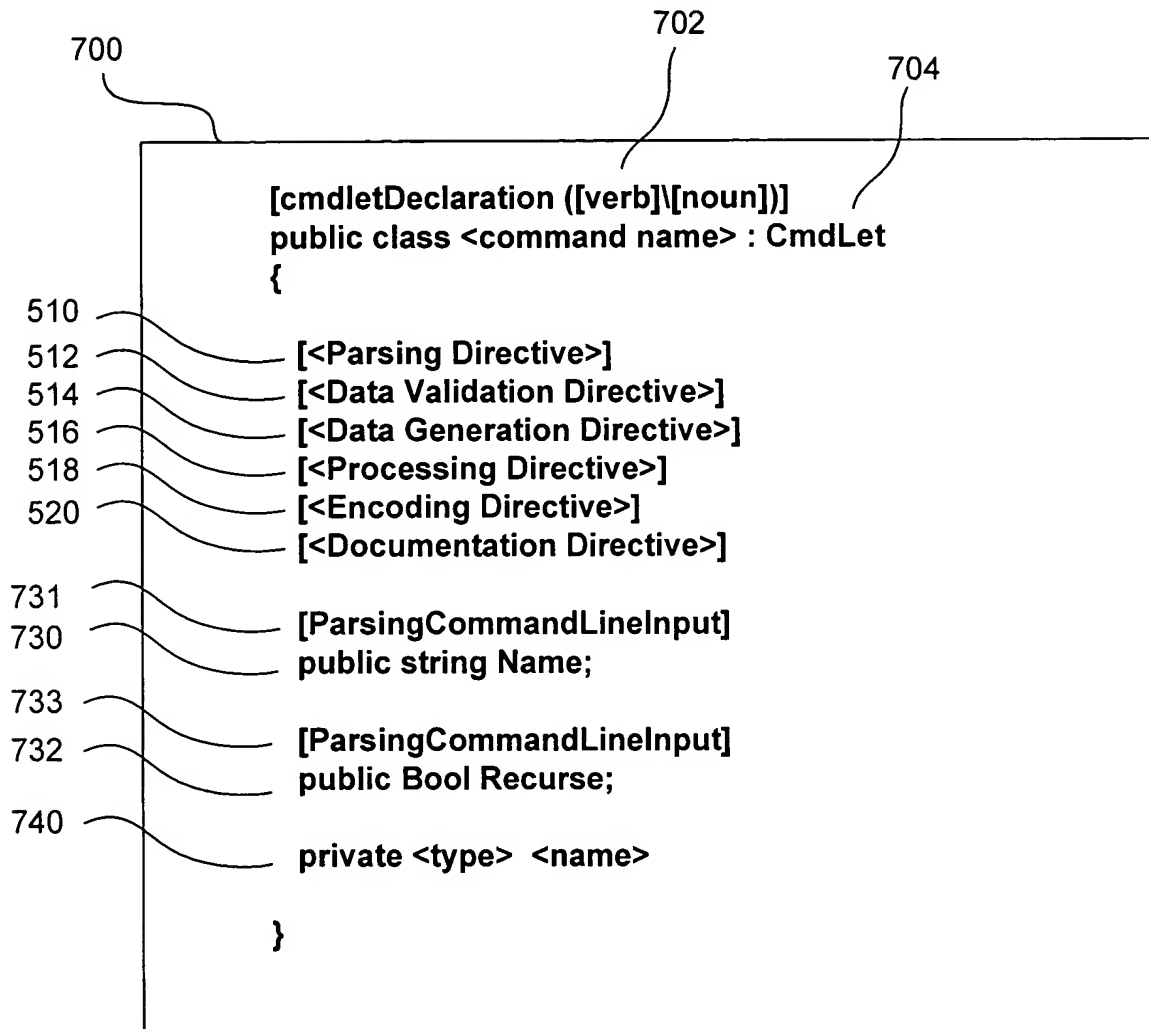 702
700
704
[cmdletDeclaration ([verb]\[noun])]
public class <command name> : CmdLet
{
510
[<Parsing Directive>]
512
[<Data Validation Directive>]
514
[<Data Generation Directive>]
516
[<Processing Directive>]
518
[<Encoding Directive>]
520
[<Documentation Directive>]
731
[ParsingCommandLineInput]
730
public string Name;
733
[ParsingCommandLineInput]
732
public Bool Recurse;
740
private <type> <name>
}